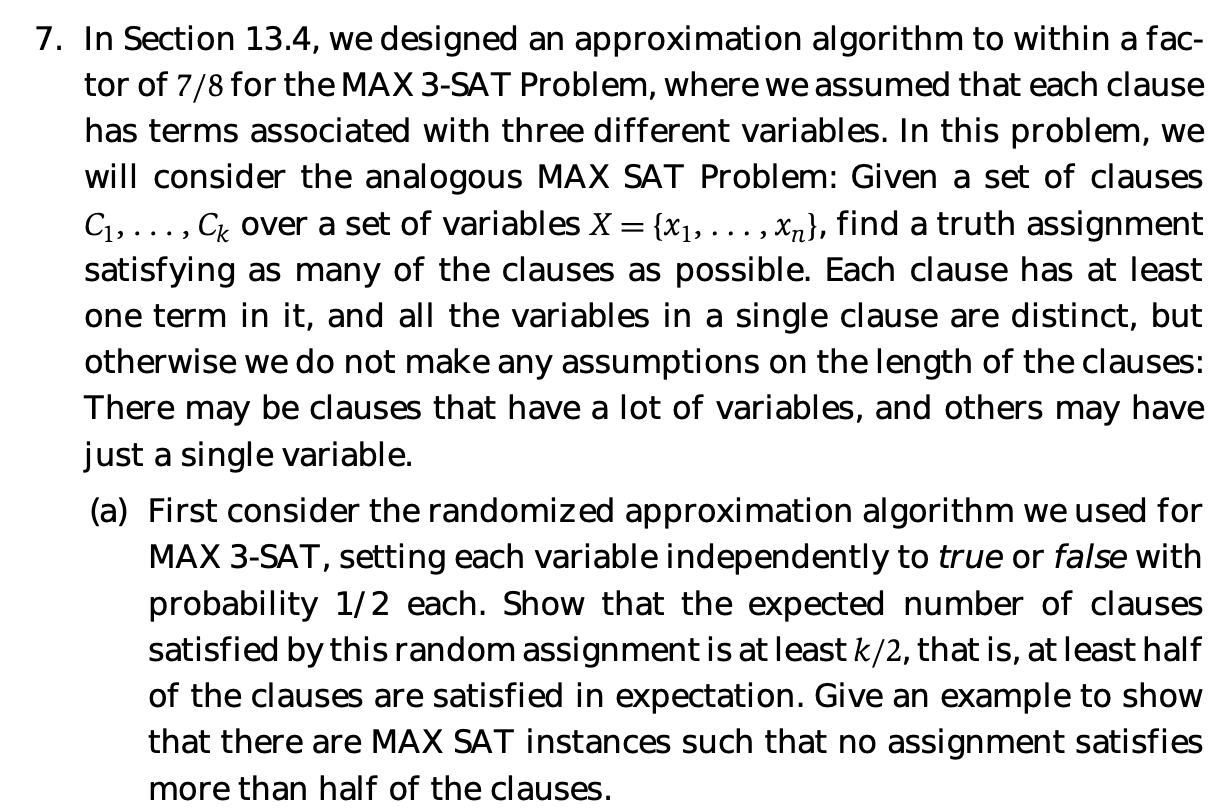 7. In Section 13.4, we designed an approximation algorithm to within a fac-
tor of 7/8 for the MAX 3-SAT Problem, where we assumed that each clause
has terms associated with three different variables. In this problem, we
will consider the analogous MAX SAT Problem: Given a set of clauses
C₁, . . . , Cₖ over a set of variables X = {x₁, . . . , xₙ}, find a truth assignment
satisfying as many of the clauses as possible. Each clause has at least
one term in it, and all the variables in a single clause are distinct, but
otherwise we do not make any assumptions on the length of the clauses:
There may be clauses that have a lot of variables, and others may have
just a single variable.
(a) First consider the randomized approximation algorithm we used for
MAX 3-SAT, setting each variable independently to true or false with
probability 1/2 each. Show that the expected number of clauses
satisfied by this random assignment is at least k/2, that is, at least half
of the clauses are satisfied in expectation. Give an example to show
that there are MAX SAT instances such that no assignment satisfies
more than half of the clauses.